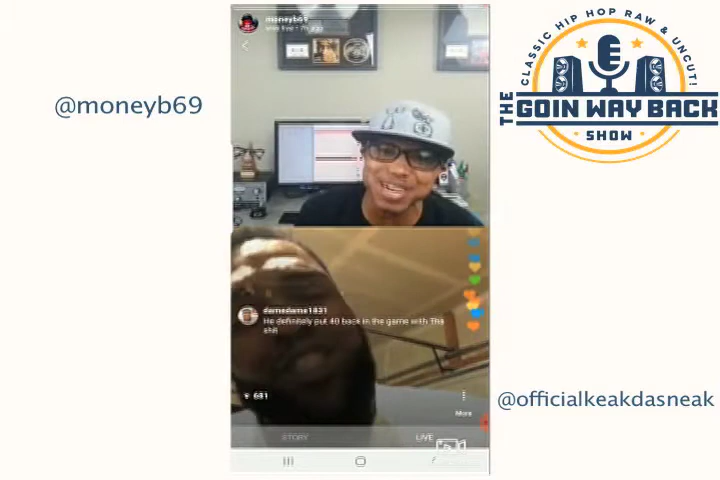 moneyb69
@moneyb69
CLASSIC HIP HOP RAW & UNCUT!
THE
GOIN WAY BACK
SHOW
damedame1831
He definitely put 40 back in the game with Tha
shit
681
More
@officialkeakdasneak
STORY
LIVE